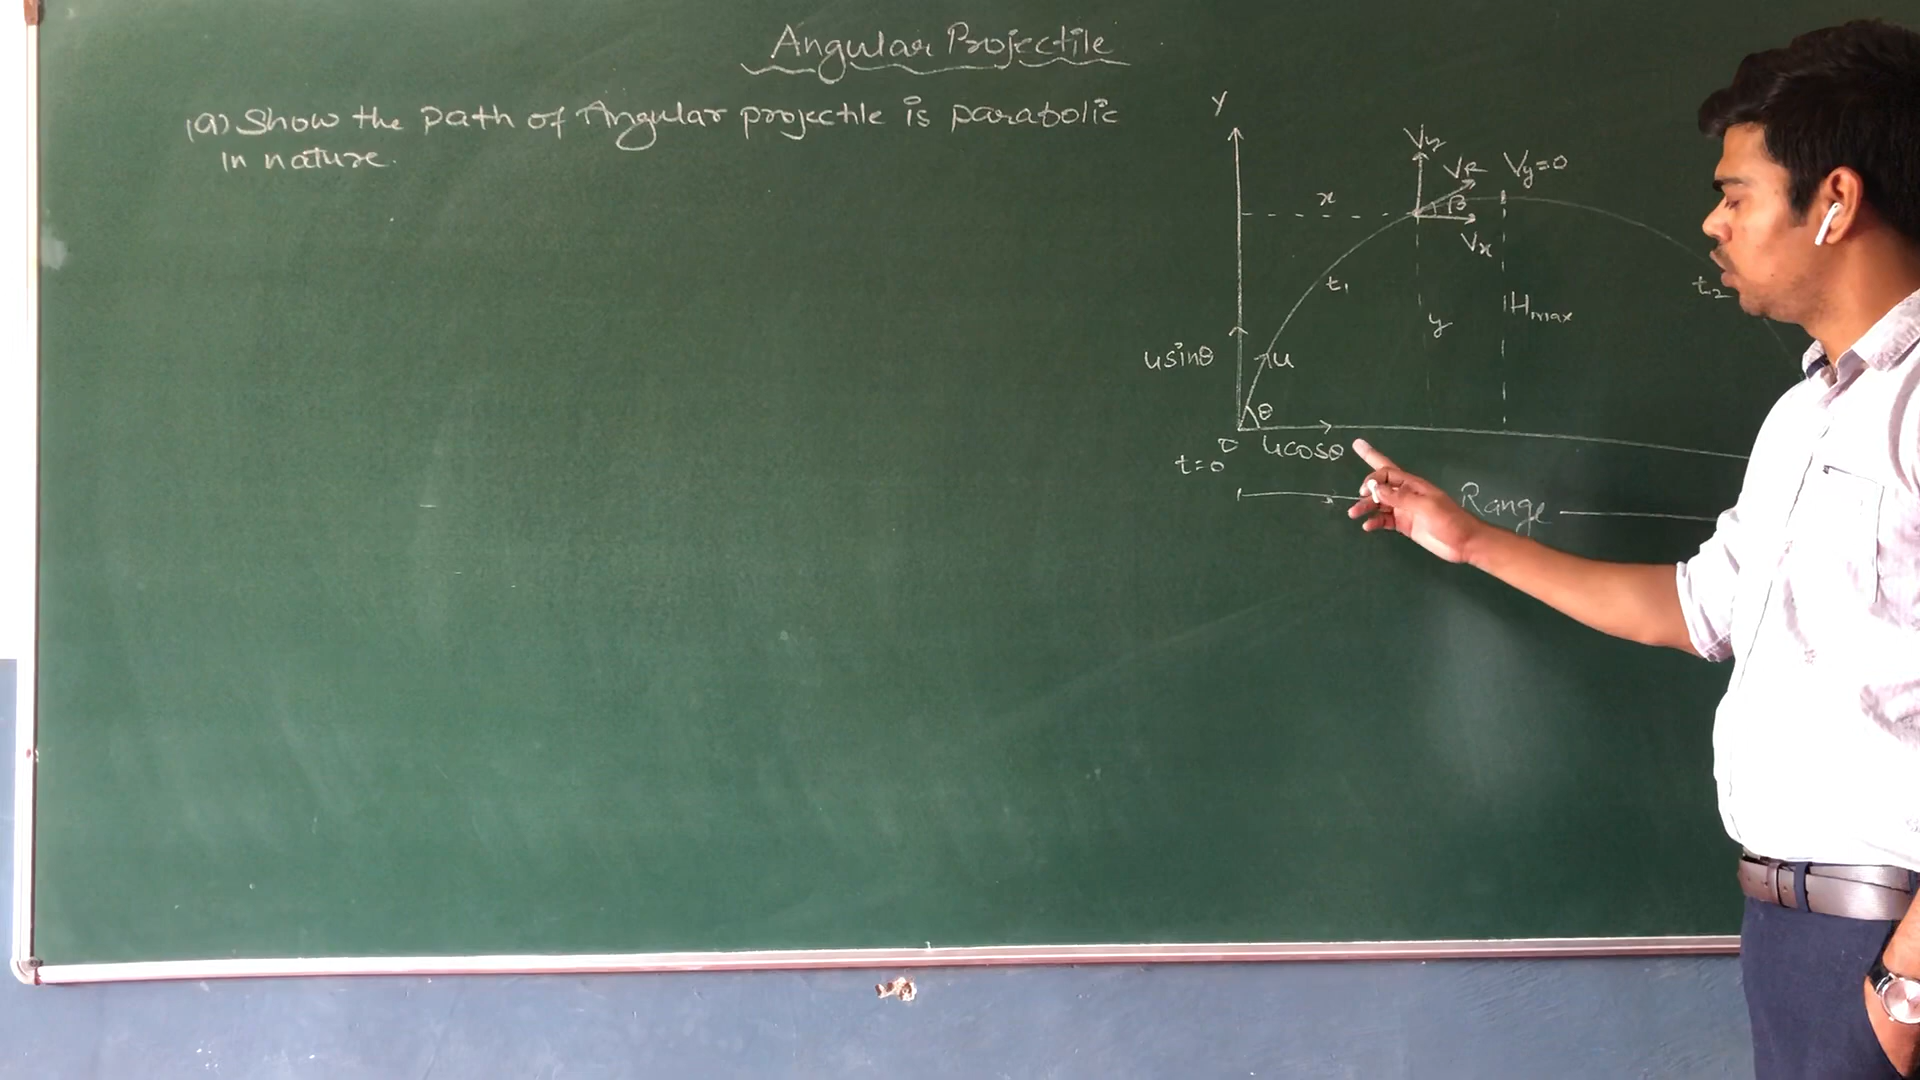 Angular Projectile
(a) Show the path of Angular projectile is parabolic
in nature.
Y
Vy
VR
Vy=0
x
β
Vx
t₁
t₂
Hmax
y
usinθ
u
θ
o
ucosθ
t=0
Range